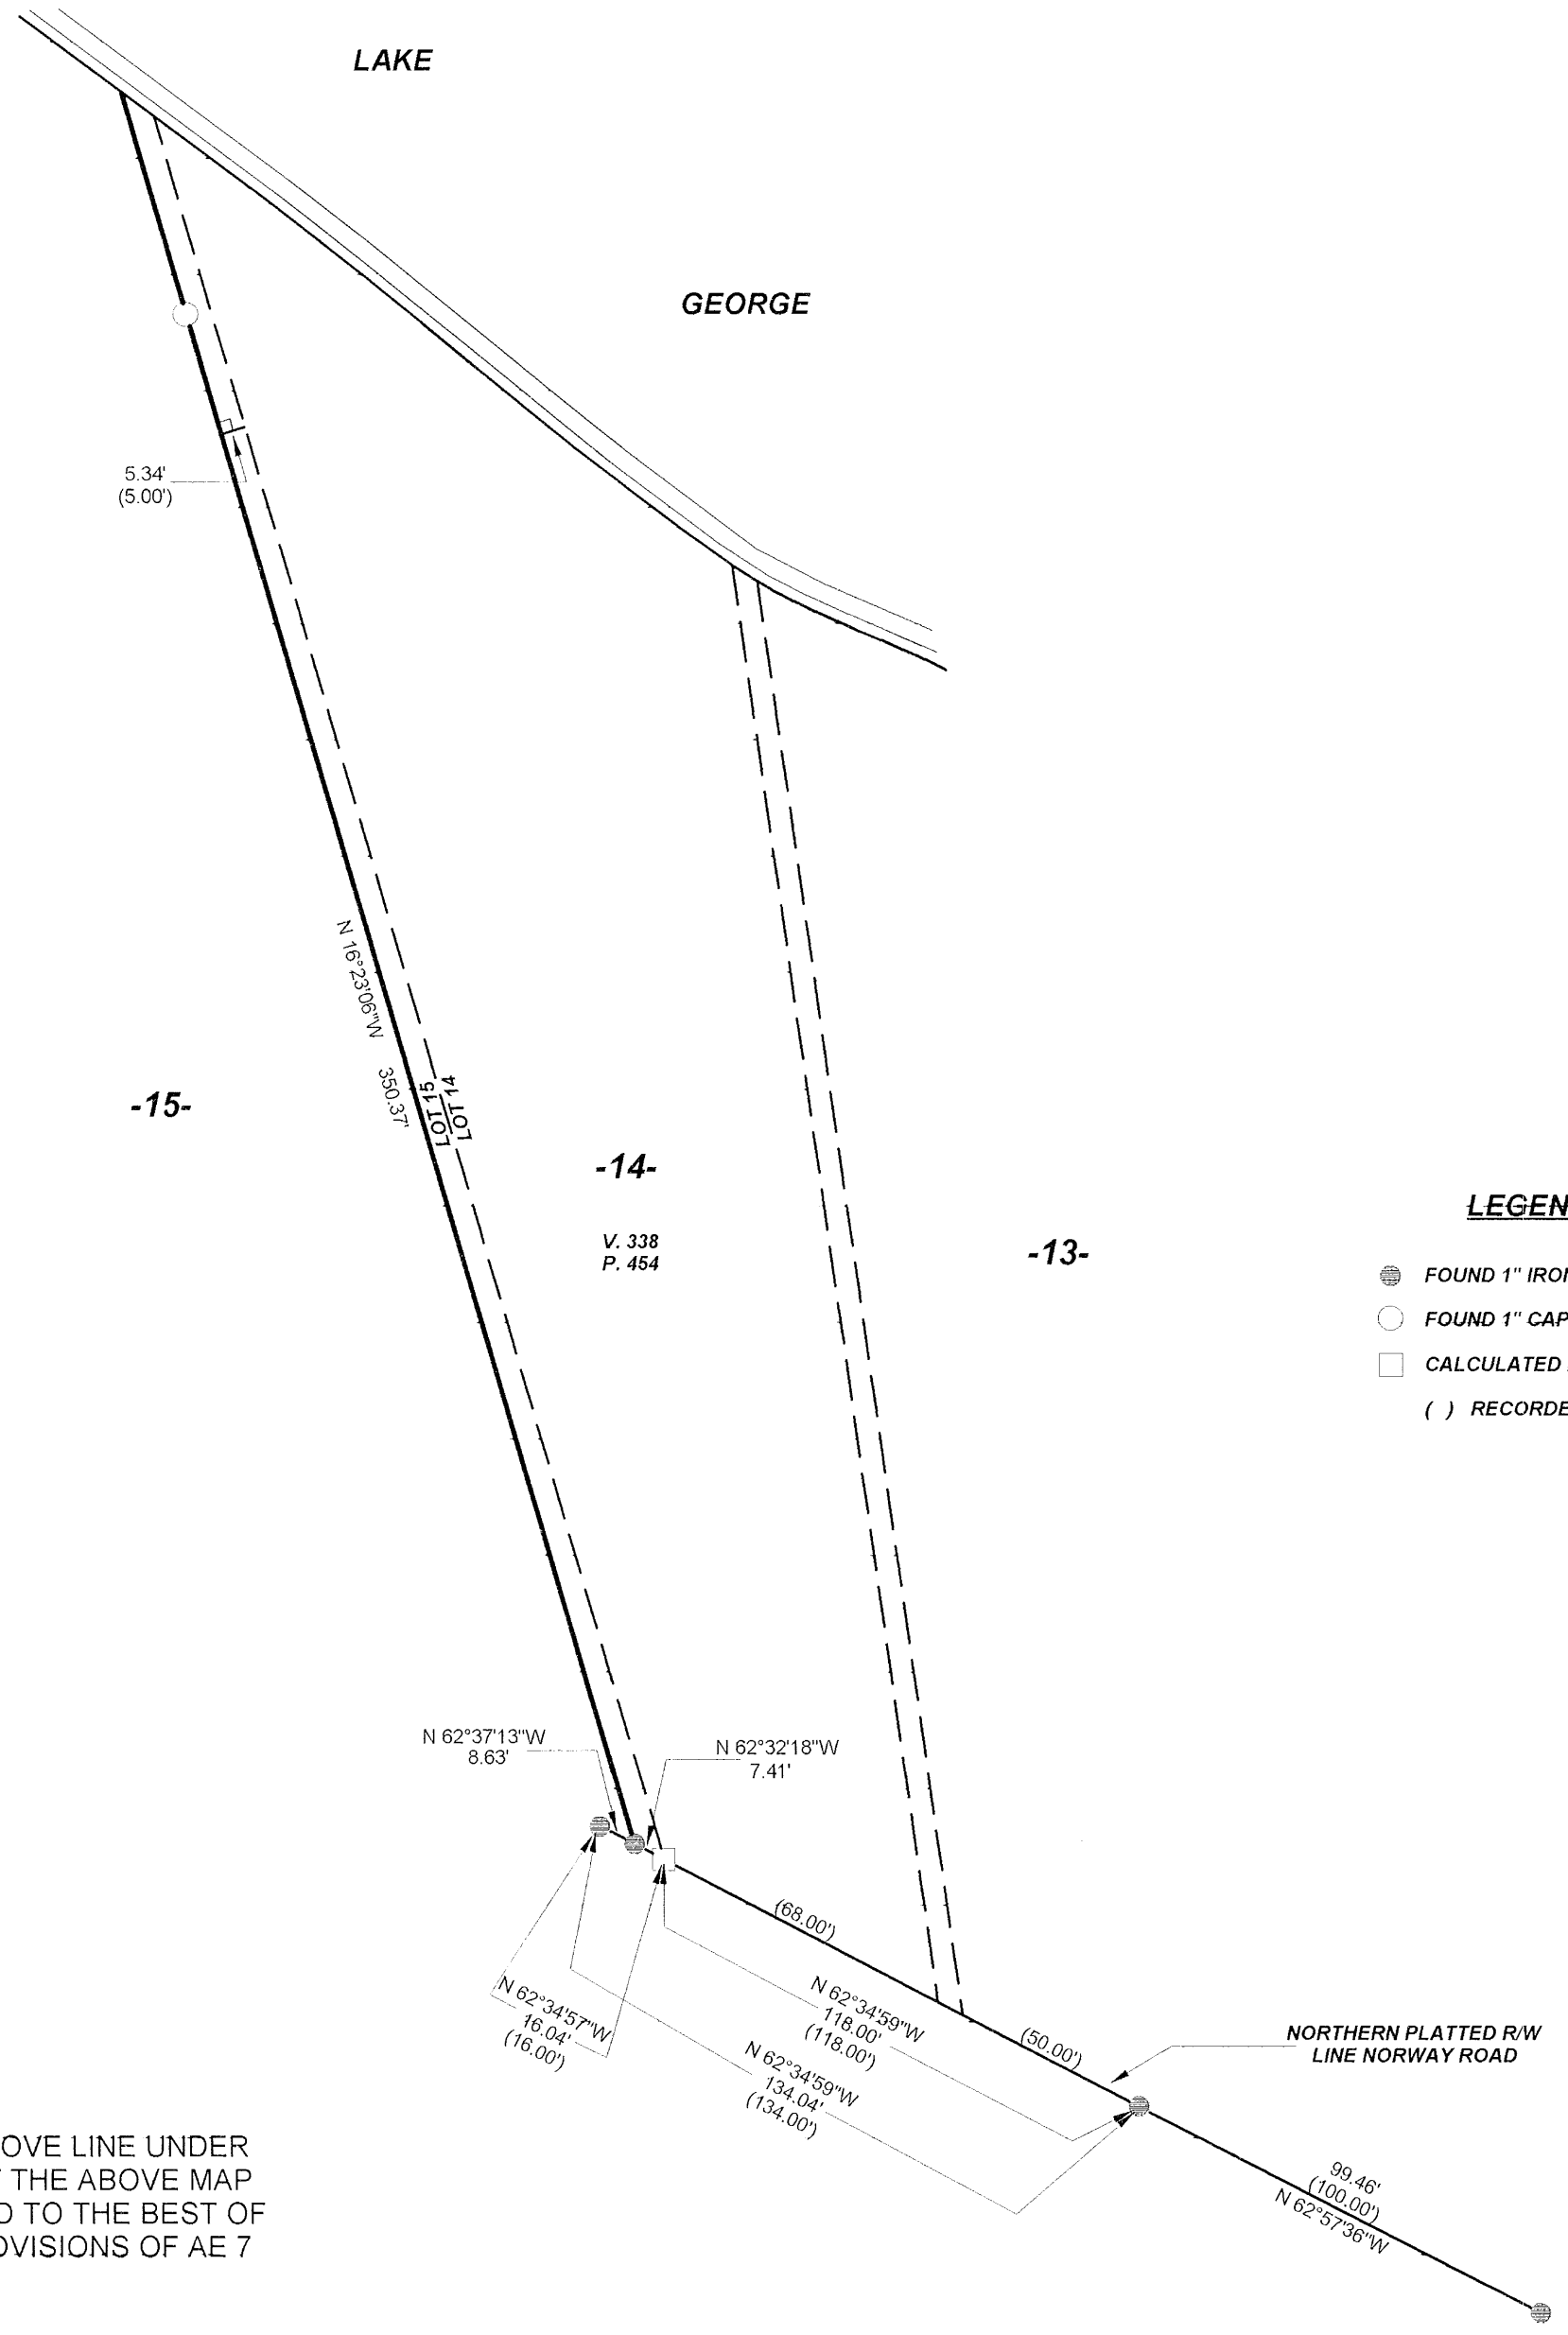 LAKE
GEORGE
5.34'
(5.00')
N 16°23'06"W
350.37'
LOT 15
LOT 14
-15-
-14-
V. 338
P. 454
-13-
LEGEN
FOUND 1" IRON
FOUND 1" CAP
CALCULATED
( ) RECORDE
N 62°37'13"W
8.63'
N 62°32'18"W
7.41'
(68.00')
N 62°34'57"W
16.04'
(16.00')
N 62°34'59"W
118.00'
(118.00')
N 62°34'59"W
134.04'
(134.00')
(50.00')
NORTHERN PLATTED R/W
LINE NORWAY ROAD
99.46'
(100.00')
N 62°57'36"W
OVE LINE UNDER
THE ABOVE MAP
D TO THE BEST OF
OVISIONS OF AE 7